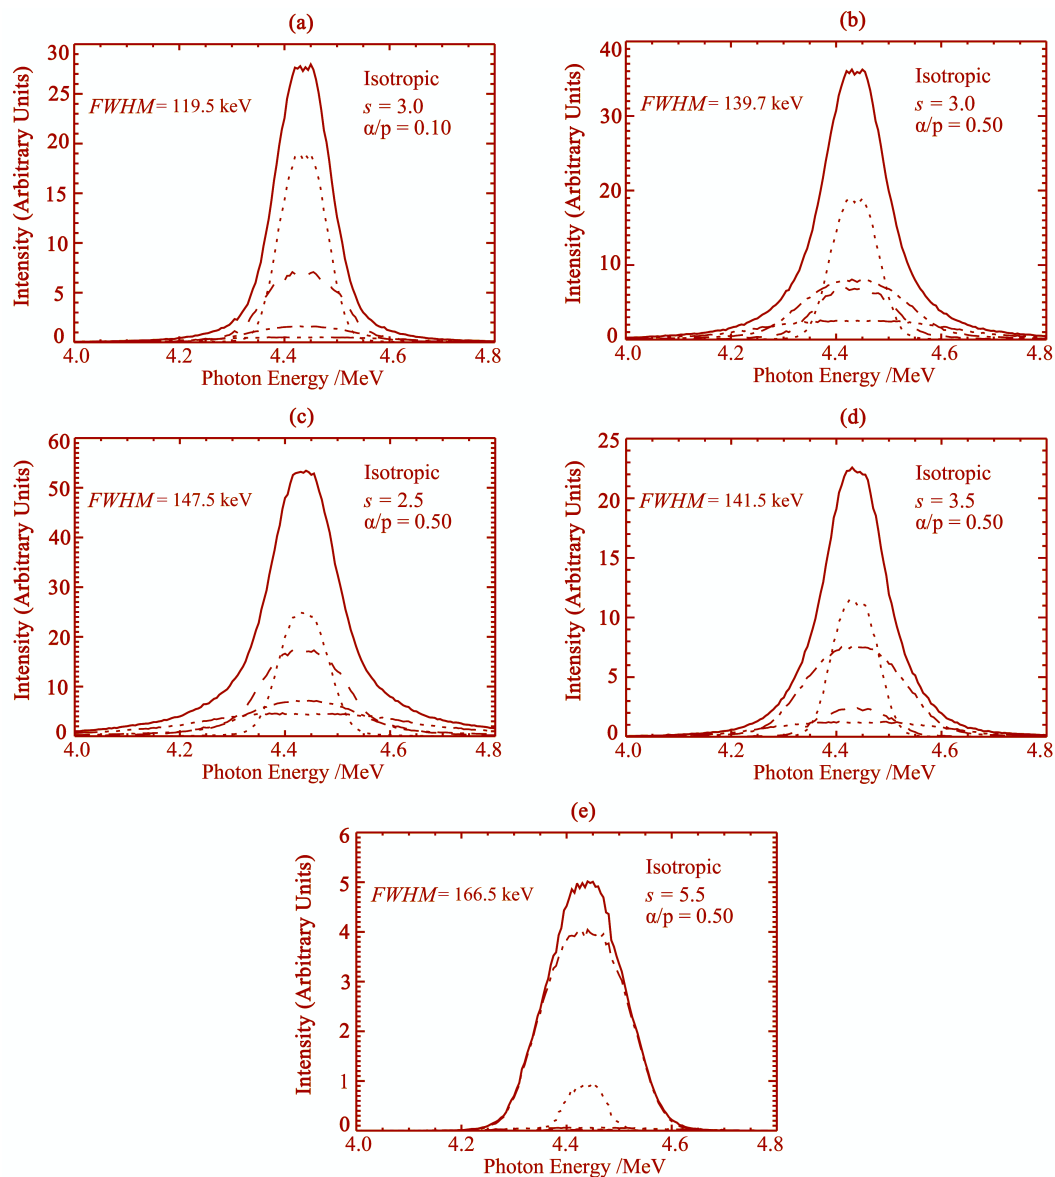 (a)
Intensity (Arbitrary Units)
30
25
20
15
10
5
0
FWHM = 119.5 keV
Isotropic
s = 3.0
α/p = 0.10
4.0 4.2 4.4 4.6 4.8
Photon Energy /MeV
(b)
Intensity (Arbitrary Units)
40
30
20
10
0
FWHM = 139.7 keV
Isotropic
s = 3.0
α/p = 0.50
4.0 4.2 4.4 4.6 4.8
Photon Energy /MeV
(c)
Intensity (Arbitrary Units)
60
50
40
30
20
10
0
FWHM = 147.5 keV
Isotropic
s = 2.5
α/p = 0.50
4.0 4.2 4.4 4.6 4.8
Photon Energy /MeV
(d)
Intensity (Arbitrary Units)
25
20
15
10
5
0
FWHM = 141.5 keV
Isotropic
s = 3.5
α/p = 0.50
4.0 4.2 4.4 4.6 4.8
Photon Energy /MeV
(e)
Intensity (Arbitrary Units)
6
5
4
3
2
1
0
FWHM = 166.5 keV
Isotropic
s = 5.5
α/p = 0.50
4.0 4.2 4.4 4.6 4.8
Photon Energy /MeV